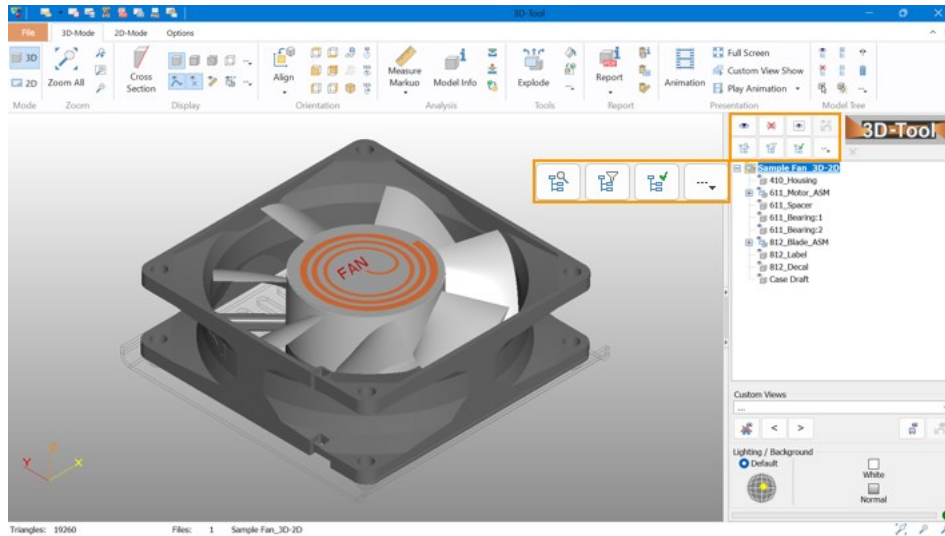 3D-Tool
File 3D-Mode 2D-Mode Options
3D
2D
Zoom All
Cross
Section
Align
Measure
Markup
Model Info
Explode
Report
Animation
Full Screen
Custom View Show
Play Animation
Mode Zoom Display Orientation Analysis Tools Report Presentation Model Tree
3D-Tool
Sample Fan_3D-2D
410_Housing
611_Motor_ASM
611_Spacer
611_Bearing:1
611_Bearing:2
812_Blade_ASM
812_Label
812_Decal
Case Draft
FAN
Y X
Custom Views
...
< >
Lighting / Background
Default
White
Normal
Triangles: 19260 Files: 1 Sample Fan_3D-2D